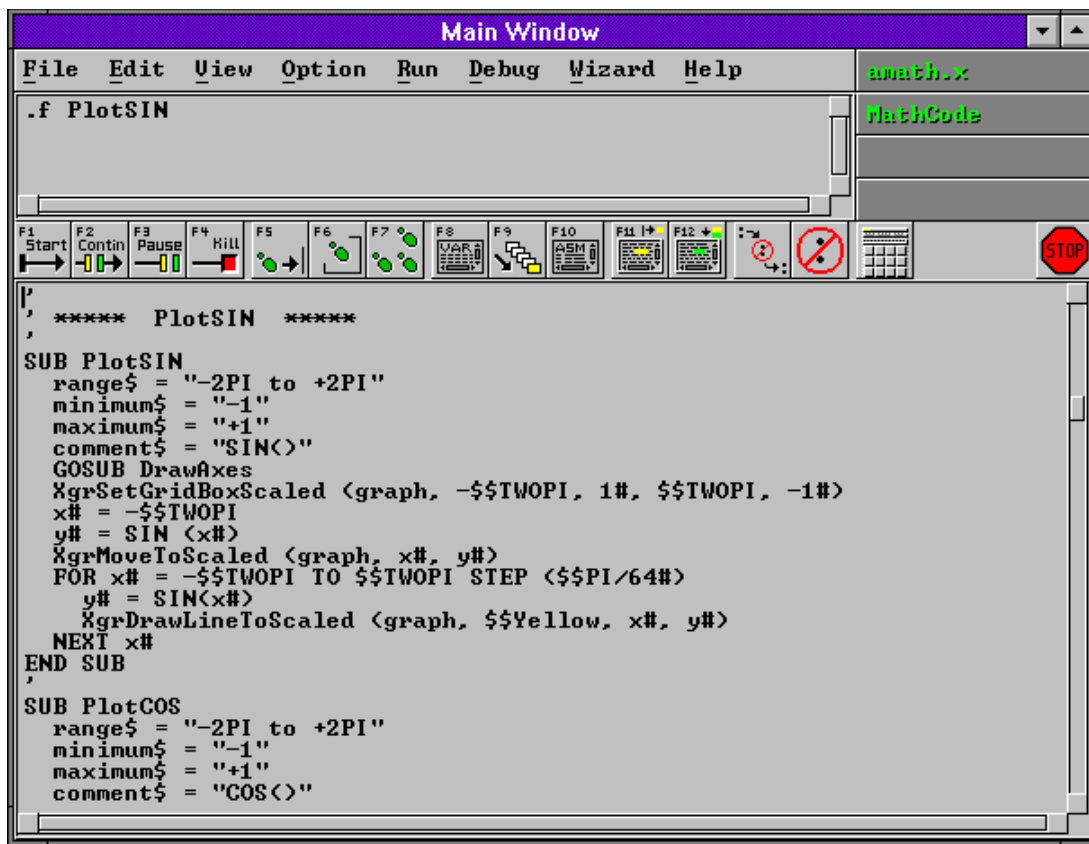 Main Window
File Edit View Option Run Debug Wizard Help
amath.x
.f PlotSIN
MathCode
F1 Start
F2 Contin
F3 Pause
F4 Kill
F5
F6
F7
F8 VAR
F9
F10 ASM
F11
F12
STOP
'
' ***** PlotSIN *****
'
SUB PlotSIN
range$ = "-2PI to +2PI"
minimum$ = "-1"
maximum$ = "+1"
comment$ = "SIN()"
GOSUB DrawAxes
XgrSetGridBoxScaled (graph, -$$TWOPI, 1#, $$TWOPI, -1#)
x# = -$$TWOPI
y# = SIN (x#)
XgrMoveToScaled (graph, x#, y#)
FOR x# = -$$TWOPI TO $$TWOPI STEP ($$PI/64#)
y# = SIN(x#)
XgrDrawLineToScaled (graph, $$Yellow, x#, y#)
NEXT x#
END SUB
'
SUB PlotCOS
range$ = "-2PI to +2PI"
minimum$ = "-1"
maximum$ = "+1"
comment$ = "COS()"